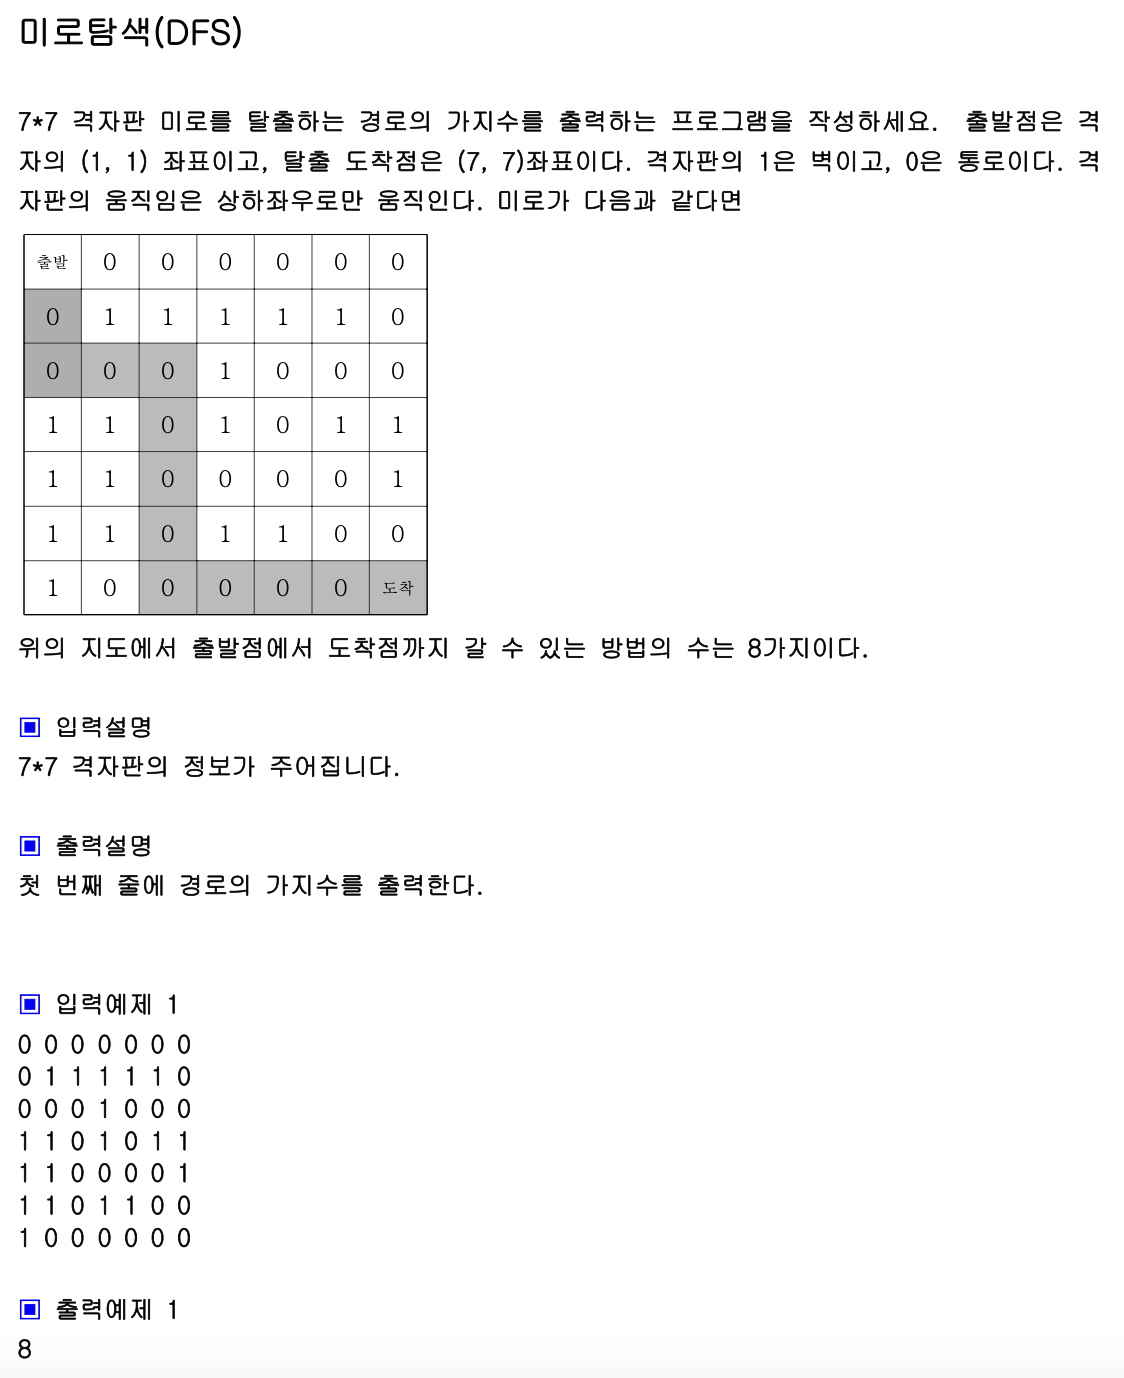 미로탐색(DFS)
7*7 격자판 미로를 탈출하는 경로의 가지수를 출력하는 프로그램을 작성하세요. 출발점은 격
자의 (1, 1) 좌표이고, 탈출 도착점은 (7, 7)좌표이다. 격자판의 1은 벽이고, 0은 통로이다. 격
자판의 움직임은 상하좌우로만 움직인다. 미로가 다음과 같다면
출발 0 0 0 0 0 0
0 1 1 1 1 1 0
0 0 0 1 0 0 0
1 1 0 1 0 1 1
1 1 0 0 0 0 1
1 1 0 1 1 0 0
1 0 0 0 0 0 도착
위의 지도에서 출발점에서 도착점까지 갈 수 있는 방법의 수는 8가지이다.
▣ 입력설명
7*7 격자판의 정보가 주어집니다.
▣ 출력설명
첫 번째 줄에 경로의 가지수를 출력한다.
▣ 입력예제 1
0 0 0 0 0 0 0
0 1 1 1 1 1 0
0 0 0 1 0 0 0
1 1 0 1 0 1 1
1 1 0 0 0 0 1
1 1 0 1 1 0 0
1 0 0 0 0 0 0
▣ 출력예제 1
8